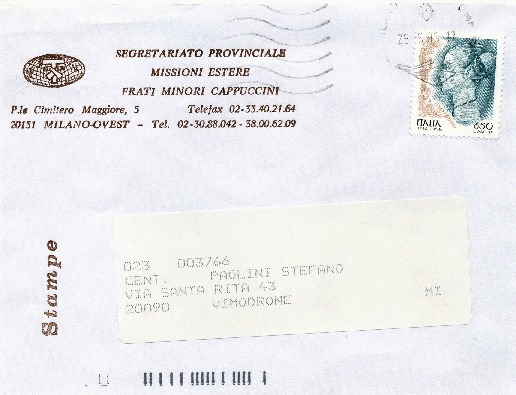 SEGRETARIATO PROVINCIALE
MISSIONI ESTERE
FRATI MINORI CAPPUCCINI
P.le Cimitero Maggiore, 5 Telefax 02-33.40.21.64
20151 MILANO-OVEST - Tel. 02-30.88.042 - 38.00.62.09
ITALIA 650
Stampe
023 003766
CENT. PAOLINI STEFANO
VIA SANTA RITA 43
20090 VIMODRONE MI
U